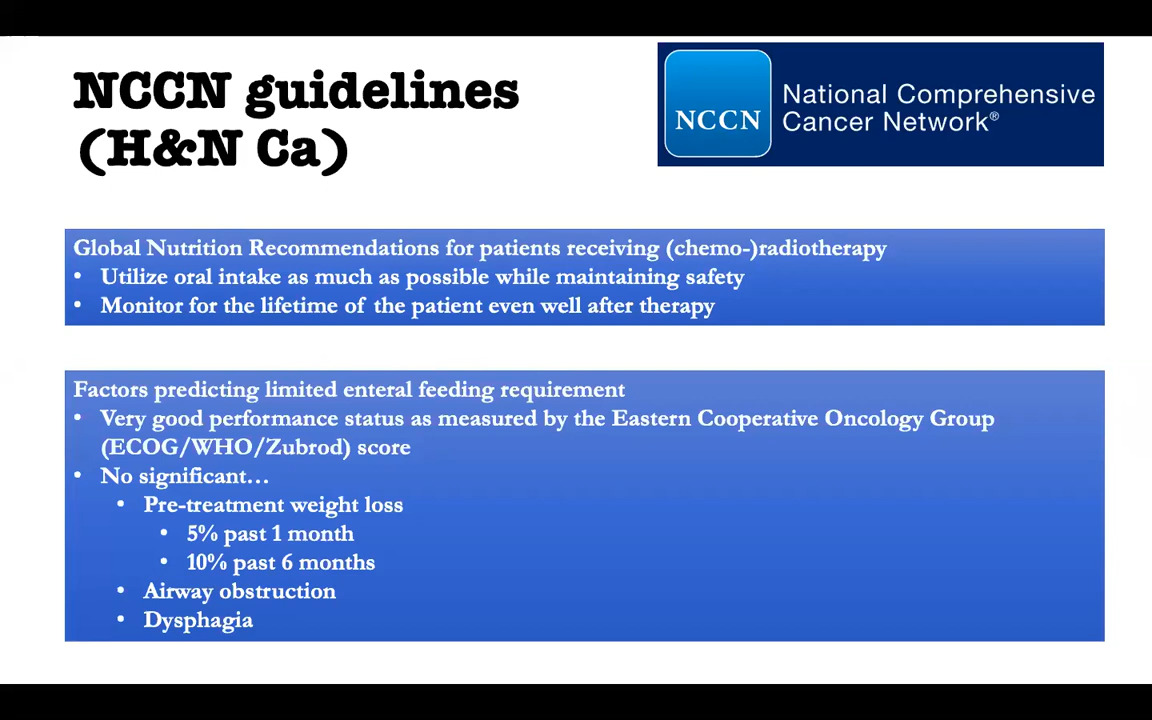 NCCN guidelines
(H&N Ca)
NCCN
National Comprehensive
Cancer Network®
Global Nutrition Recommendations for patients receiving (chemo-)radiotherapy
• Utilize oral intake as much as possible while maintaining safety
• Monitor for the lifetime of the patient even well after therapy
Factors predicting limited enteral feeding requirement
• Very good performance status as measured by the Eastern Cooperative Oncology Group
(ECOG/WHO/Zubrod) score
• No significant…
• Pre-treatment weight loss
• 5% past 1 month
• 10% past 6 months
• Airway obstruction
• Dysphagia